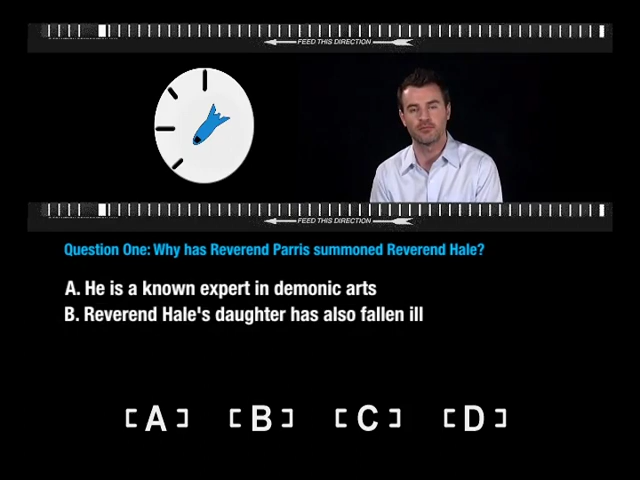 FEED THIS DIRECTION
FEED THIS DIRECTION
Question One: Why has Reverend Parris summoned Reverend Hale?
A. He is a known expert in demonic arts
B. Reverend Hale's daughter has also fallen ill
[A] [B] [C] [D]